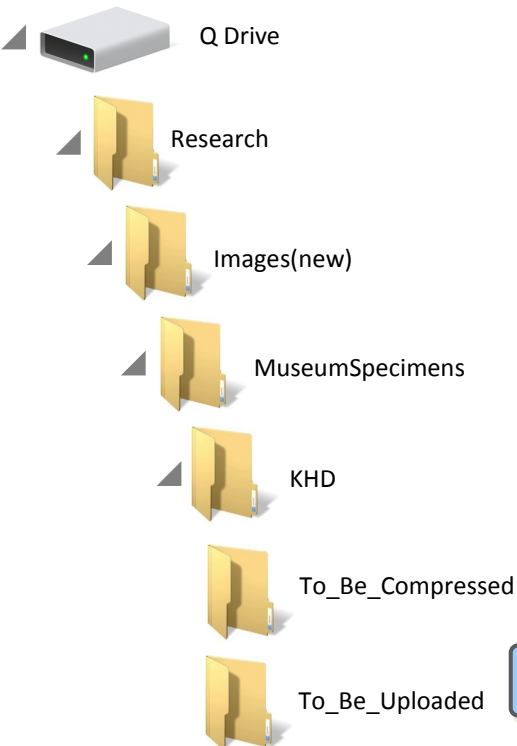 Q Drive
Research
Images(new)
MuseumSpecimens
KHD
To_Be_Compressed
To_Be_Uploaded